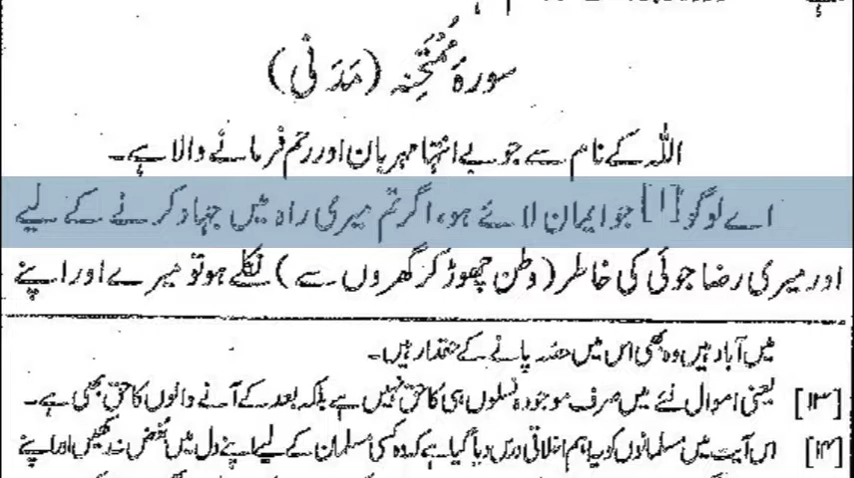 سورۂ مُمْتَحِنہ (مَدَنی)
اللہ کے نام سے جو بے انتہا مہربان اور رحم فرمانے والا ہے۔
اے لوگو[۱] جو ایمان لائے ہو، اگر تم میری راہ میں جہاد کرنے کے لیے
اور میری رضا جوئی کی خاطر (وطن چھوڑ کر گھروں سے) نکلے ہو تو میرے اور اپنے
میں آباد ہیں وہ بھی اس میں حصہ پانے کے حقدار ہیں۔
[۱۳] یعنی اموال فئے میں صرف موجودہ نسلوں ہی کا حق نہیں ہے بلکہ بعد کے آنے والوں کا حق بھی ہے۔
[۱۴] اس آیت میں مسلمانوں کو یہ اہم اخلاقی درس دیا گیا ہے کہ وہ کسی مسلمان کے لیے اپنے دل میں بغض نہ رکھیں اور اپنے